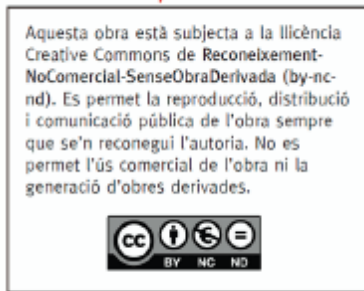 Aquesta obra està subjecta a la llicència
Creative Commons de Reconeixement-
NoComercial-SenseObraDerivada (by-nc-
nd). Es permet la reproducció, distribució
i comunicació pública de l'obra sempre
que se'n reconegui l'autoria. No es
permet l'ús comercial de l'obra ni la
generació d'obres derivades.
cc
BY NC ND